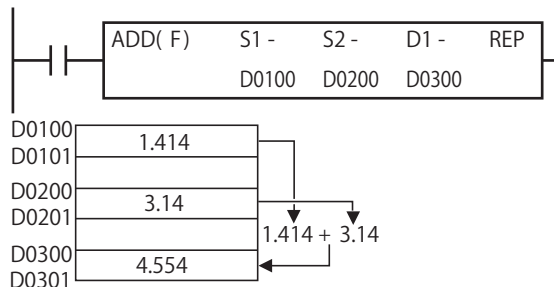 ADD( F) S1 - S2 - D1 - REP
D0100 D0200 D0300
D0100
1.414
D0101
D0200
3.14
D0201
1.414 + 3.14
D0300
4.554
D0301